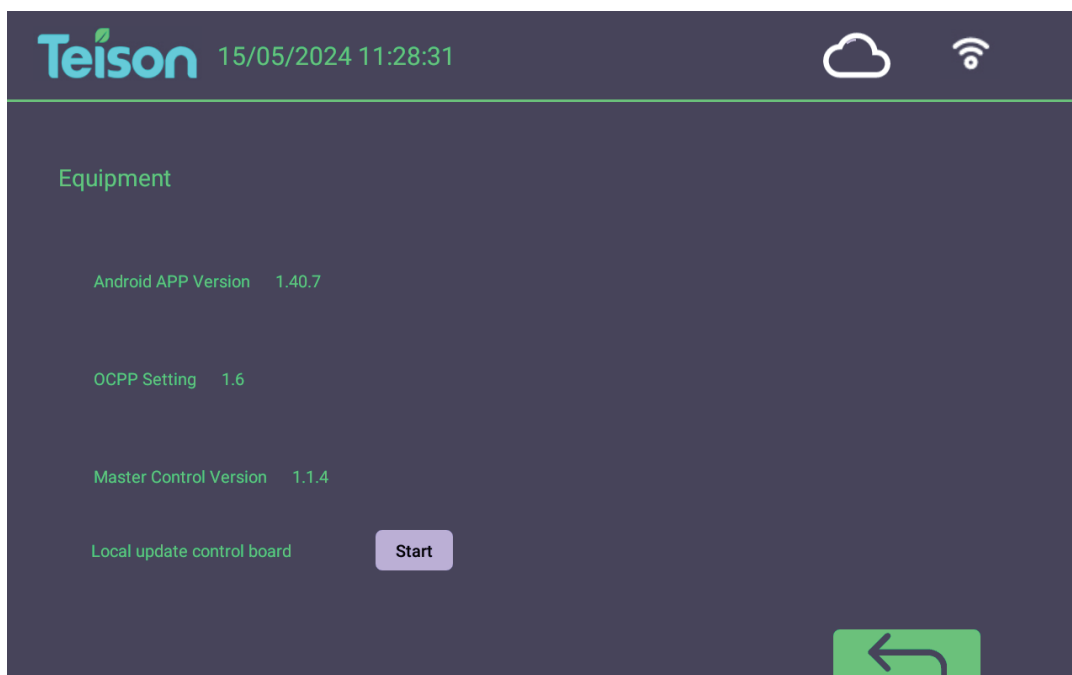 Teison 15/05/2024 11:28:31
Equipment
Android APP Version 1.40.7
OCPP Setting 1.6
Master Control Version 1.1.4
Local update control board Start